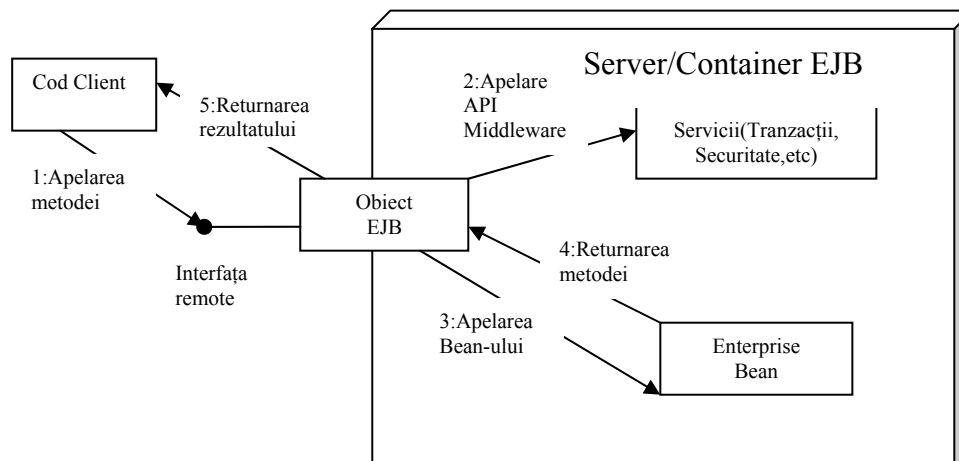 Server/Container EJB
Cod Client
5:Returnarea
rezultatului
2:Apelare
API
Middleware
Servicii(Tranzacții,
Securitate,etc)
1:Apelarea
metodei
Obiect
EJB
4:Returnarea
metodei
Interfața
remote
3:Apelarea
Bean-ului
Enterprise
Bean